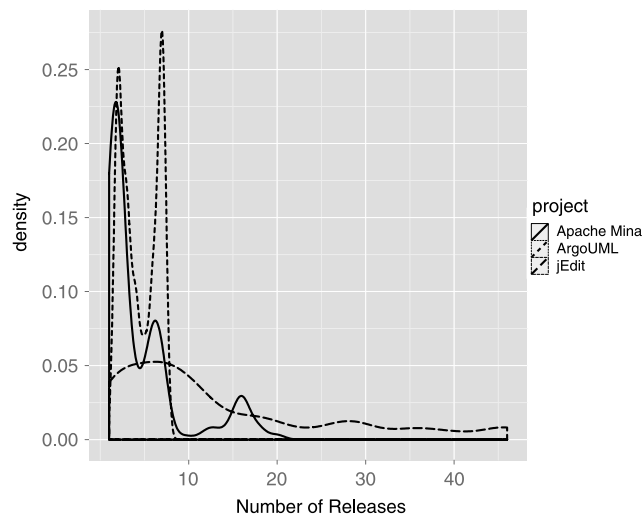 0.25
0.20
0.15
0.10
0.05
0.00
density
10
20
30
40
Number of Releases
project
Apache Mina
ArgoUML
jEdit